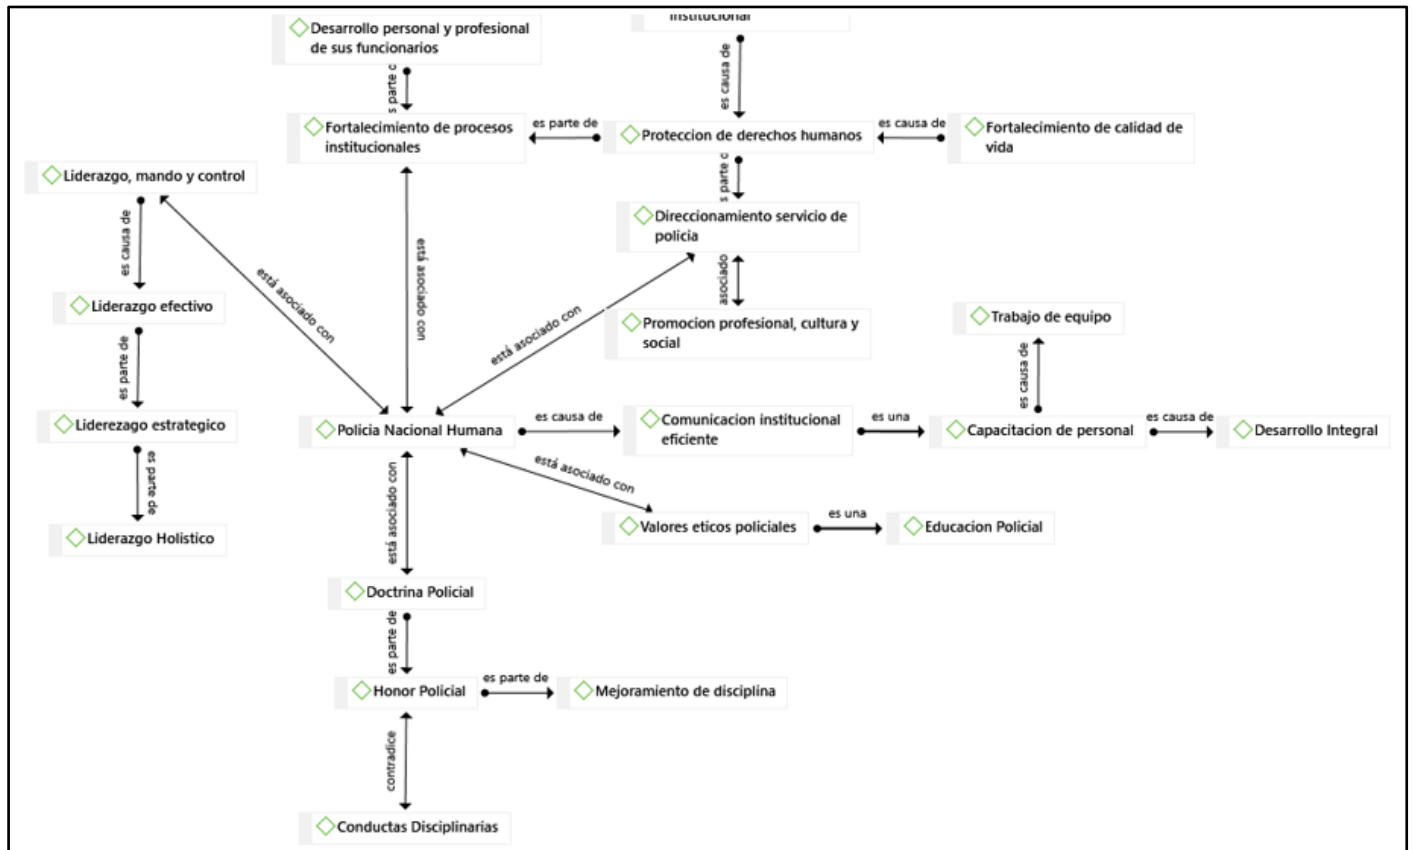 Desarrollo personal y profesional
de sus funcionarios
institucional
es causa de
Fortalecimiento de procesos
institucionales
es parte de
Proteccion de derechos humanos
es causa de
Fortalecimiento de calidad de
vida
Liderazgo, mando y control
es causa de
está asociado con
está asociado con
Direccionamiento servicio de
policia
asociado
está asociado con
Promocion profesional, cultura y
social
Liderazgo efectivo
es parte de
Trabajo de equipo
es causa de
Liderezago estrategico
es parte de
Policia Nacional Humana
es causa de
Comunicacion institucional
eficiente
es una
Capacitacion de personal
es causa de
Desarrollo Integral
está asociado con
Valores eticos policiales
es una
Educacion Policial
Liderazgo Holistico
está asociado con
Doctrina Policial
es parte de
Honor Policial
es parte de
Mejoramiento de disciplina
contradice
Conductas Disciplinarias